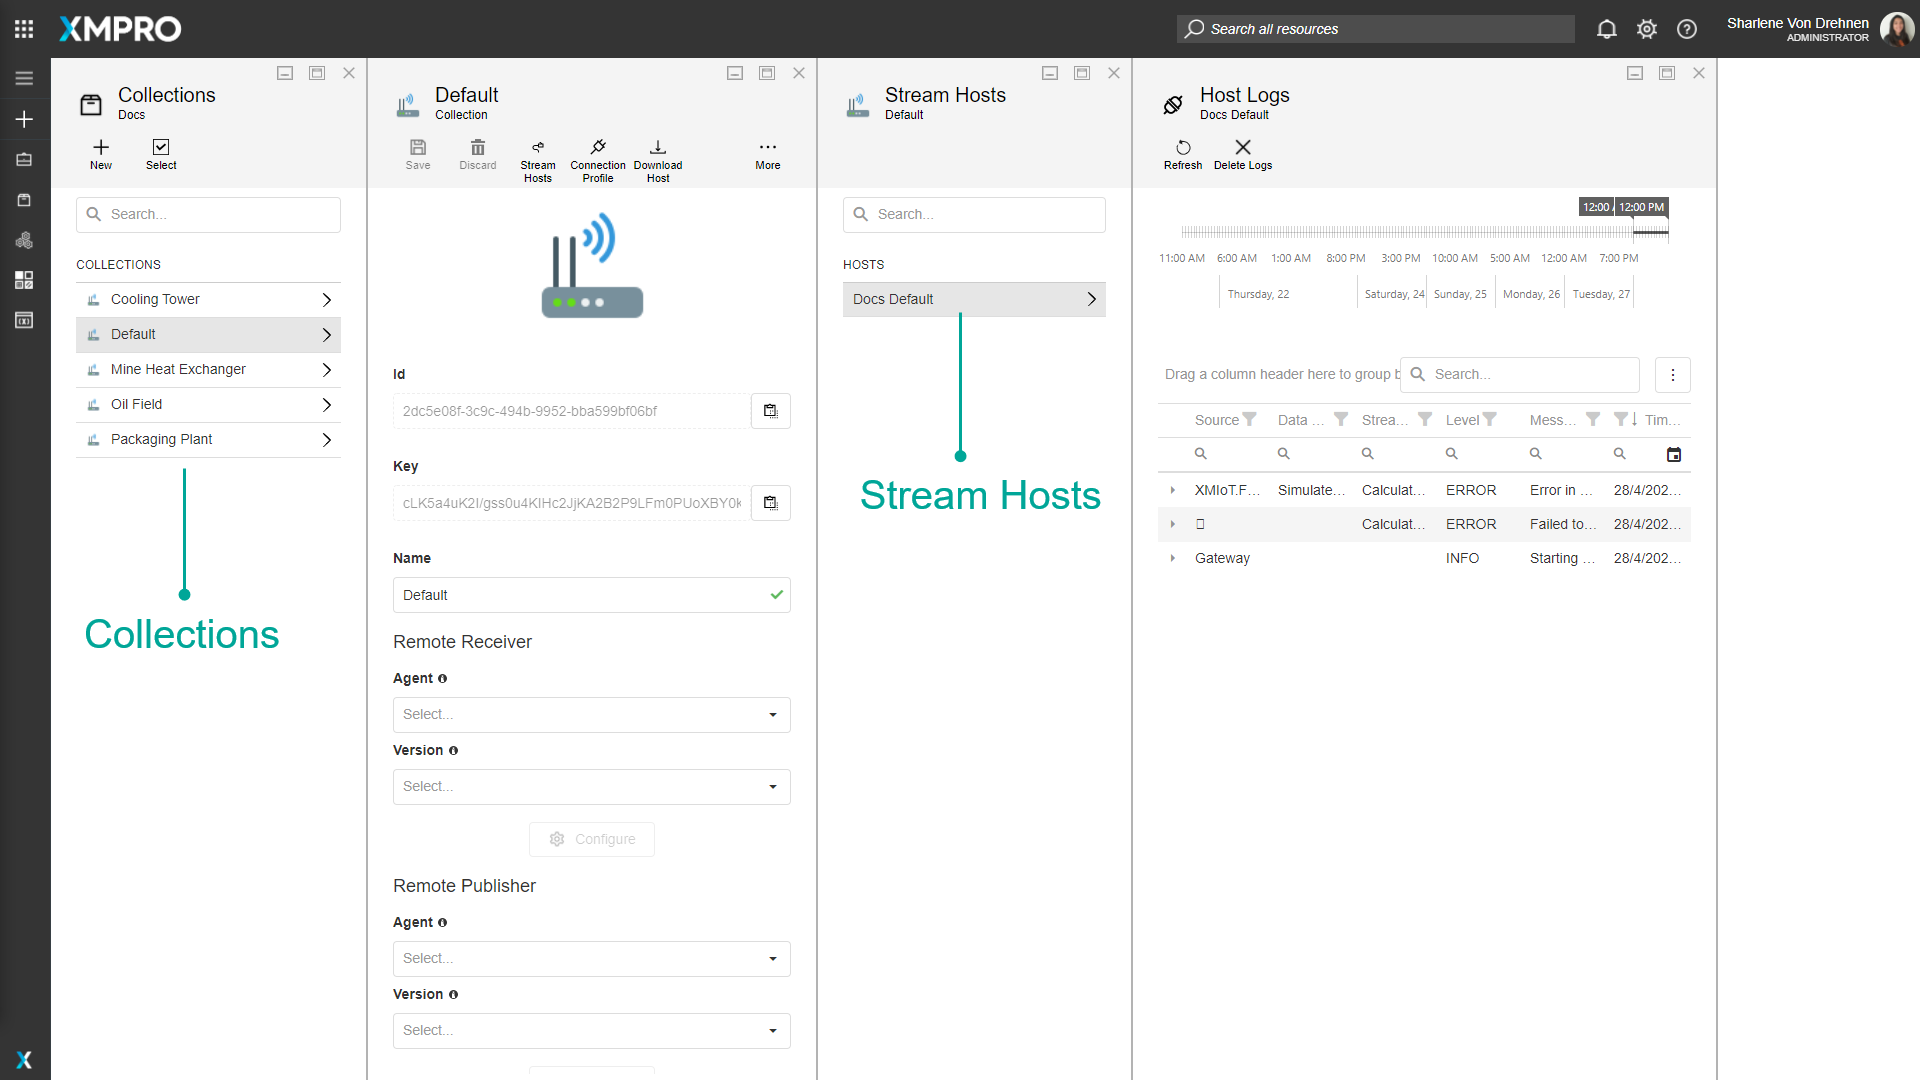 XMPRO
Search all resources
Sharlene Von Drehnen
ADMINISTRATOR
Collections
Docs
New
Select
Search...
COLLECTIONS
Cooling Tower
Default
Mine Heat Exchanger
Oil Field
Packaging Plant
Collections
Default
Collection
Save
Discard
Stream Hosts
Connection Profile
Download Host
More
Id
2dc5e08f-3c9c-494b-9952-bba599bf06bf
Key
cLK5a4uK2I/gss0u4KIHc2JjKA2B2P9LFm0PUoXBY0k
Name
Default
Remote Receiver
Agent
Select...
Version
Select...
Configure
Remote Publisher
Agent
Select...
Version
Select...
Stream Hosts
Default
Search...
HOSTS
Docs Default
Stream Hosts
Host Logs
Docs Default
Refresh
Delete Logs
12:00 12:00 PM
11:00 AM 6:00 AM 1:00 AM 8:00 PM 3:00 PM 10:00 AM 5:00 AM 12:00 AM 7:00 PM
Thursday, 22 Saturday, 24 Sunday, 25 Monday, 26 Tuesday, 27
Drag a column header here to group b
Search...
Source Data ... Strea... Level Mess... Tim...
XMIoT.F... Simulate... Calculat... ERROR Error in ... 28/4/202...
Calculat... ERROR Failed to... 28/4/202...
Gateway INFO Starting ... 28/4/202...
X